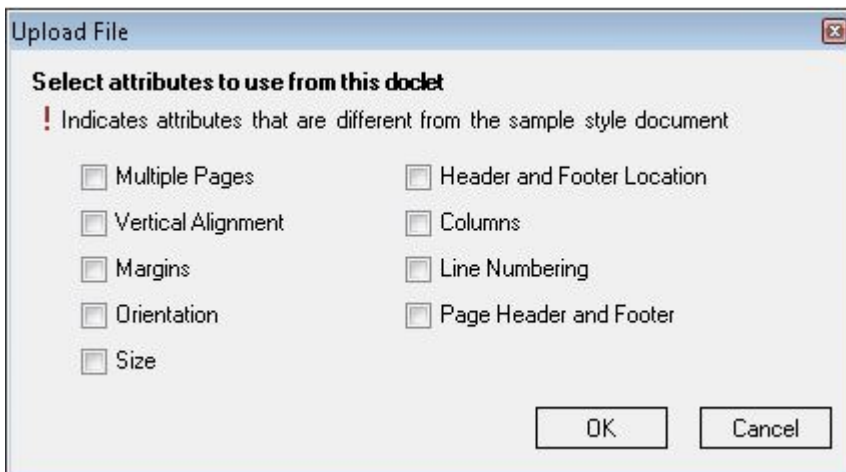 Upload File
Select attributes to use from this doclet
! Indicates attributes that are different from the sample style document
Multiple Pages
Vertical Alignment
Margins
Orientation
Size
Header and Footer Location
Columns
Line Numbering
Page Header and Footer
OK Cancel